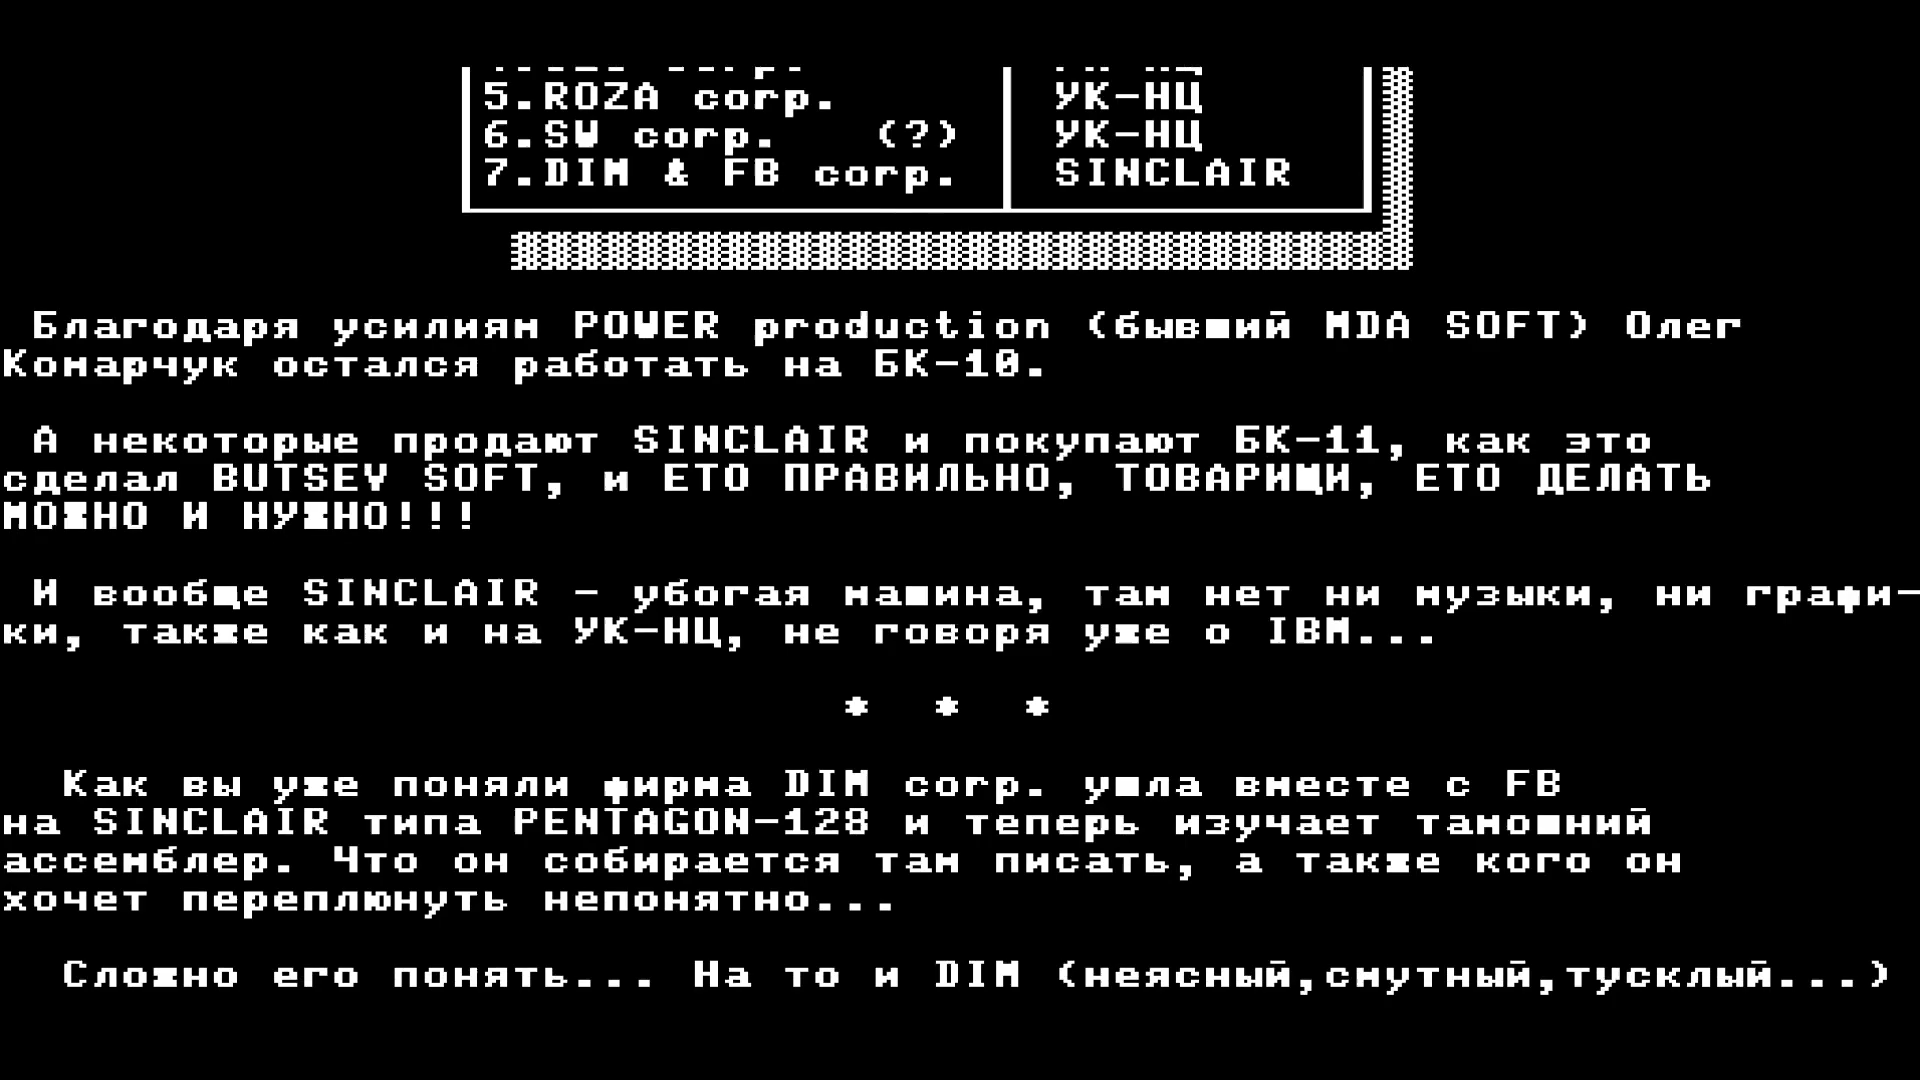 5.ROZA corp. УК-НЦ
6.SW corp. (?) УК-НЦ
7.DIM & FB corp. SINCLAIR
Благодаря усилиям POWER production (бывший MDA SOFT) Олег
Комарчук остался работать на БК-10.
А некоторые продают SINCLAIR и покупают БК-11, как это
сделал BUTSEV SOFT, и ЕТО ПРАВИЛЬНО, ТОВАРИЩИ, ЕТО ДЕЛАТЬ
МОЖНО И НУЖНО!!!
И вообще SINCLAIR - убогая машина, там нет ни музыки, ни графи-
ки, также как и на УК-НЦ, не говоря уже о IBM...
* * *
Как вы уже поняли фирма DIM corp. ушла вместе с FB
на SINCLAIR типа PENTAGON-128 и теперь изучает тамошний
ассемблер. Что он собирается там писать, а также кого он
хочет переплюнуть непонятно...
Сложно его понять... На то и DIM (неясный,смутный,тусклый...)